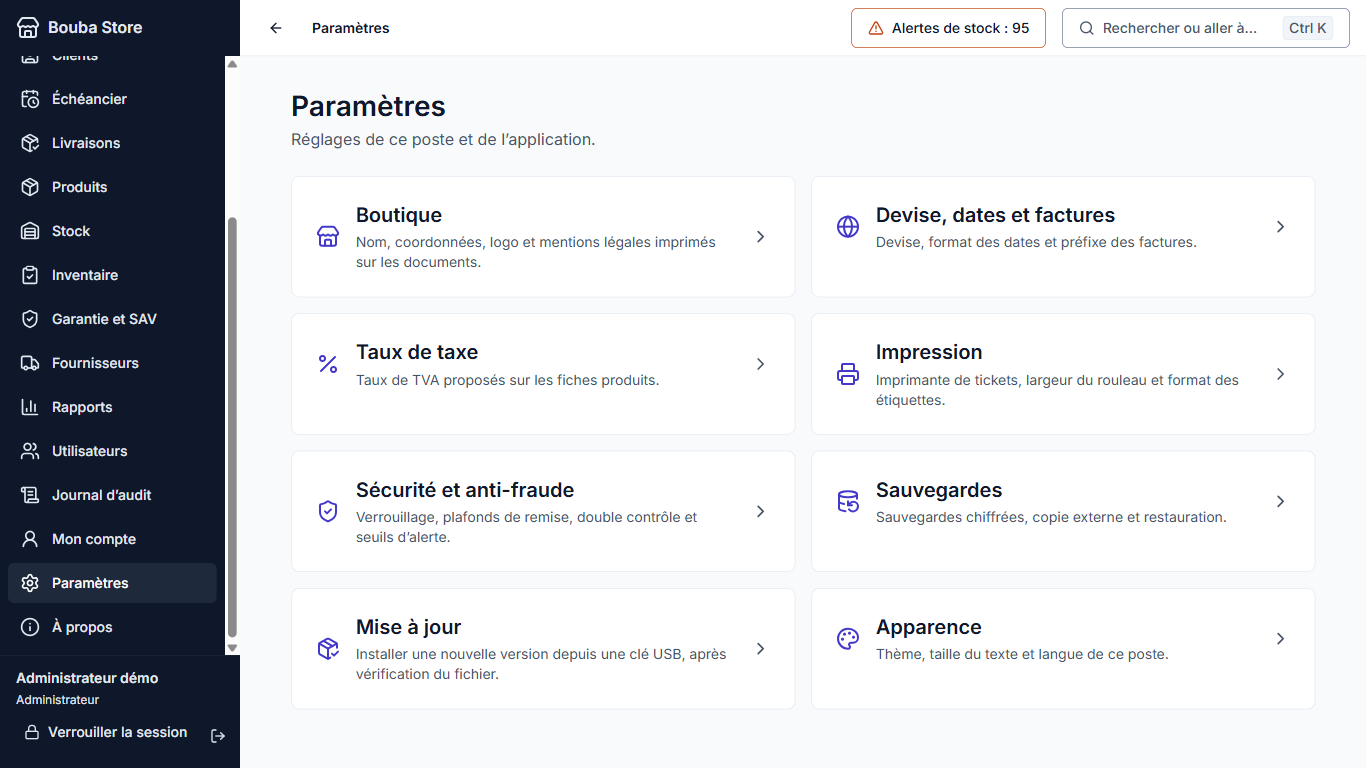 Bouba Store
Clients
Échéancier
Livraisons
Produits
Stock
Inventaire
Garantie et SAV
Fournisseurs
Rapports
Utilisateurs
Journal d’audit
Mon compte
Paramètres
À propos
Administrateur démo
Administrateur
Verrouiller la session
Paramètres
Alertes de stock : 95
Rechercher ou aller à… Ctrl K
Paramètres
Réglages de ce poste et de l’application.
Boutique
Nom, coordonnées, logo et mentions légales imprimés
sur les documents.
Devise, dates et factures
Devise, format des dates et préfixe des factures.
Taux de taxe
Taux de TVA proposés sur les fiches produits.
Impression
Imprimante de tickets, largeur du rouleau et format des
étiquettes.
Sécurité et anti-fraude
Verrouillage, plafonds de remise, double contrôle et
seuils d’alerte.
Sauvegardes
Sauvegardes chiffrées, copie externe et restauration.
Mise à jour
Installer une nouvelle version depuis une clé USB, après
vérification du fichier.
Apparence
Thème, taille du texte et langue de ce poste.